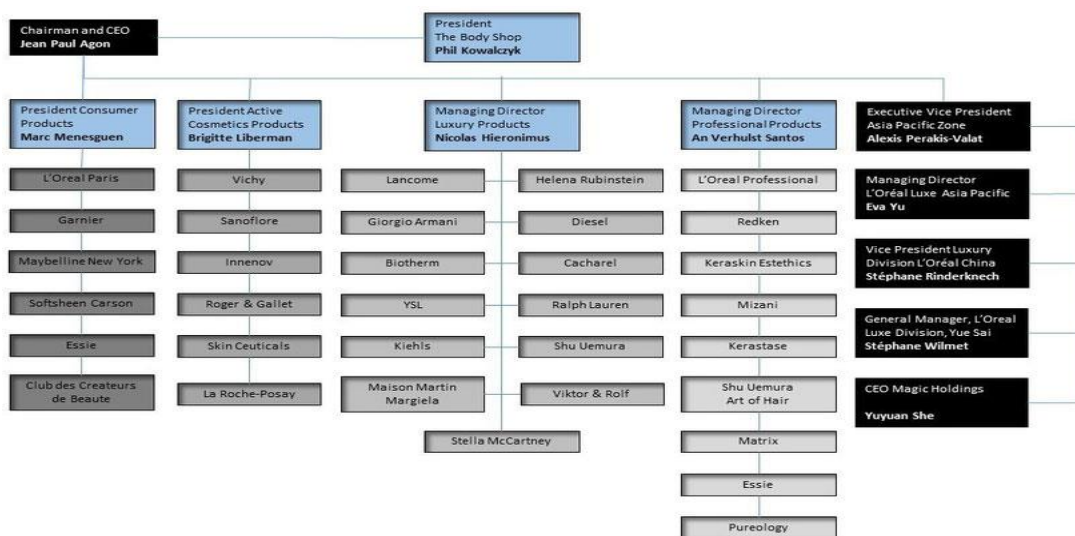 Chairman and CEO
Jean Paul Agon
President
The Body Shop
Phil Kowalczyk
President Consumer
Products
Marc Menesguen
L'Oreal Paris
Garnier
Maybelline New York
Softsheen Carson
Essie
Club des Createurs
de Beaute
President Active
Cosmetics Products
Brigitte Liberman
Vichy
Sanoflore
Innenov
Roger & Gallet
Skin Ceuticals
La Roche-Posay
Managing Director
Luxury Products
Nicolas Hieronimus
Lancome
Helena Rubinstein
Giorgio Armani
Diesel
Biotherm
Cacharel
YSL
Ralph Lauren
Kiehls
Shu Uemura
Maison Martin
Margiela
Viktor & Rolf
Stella McCartney
Managing Director
Professional Products
An Verhulst Santos
L'Oreal Professional
Redken
Keraskin Estethics
Mizani
Kerastase
Shu Uemura
Art of Hair
Matrix
Essie
Pureology
Executive Vice President
Asia Pacific Zone
Alexis Perakis-Valat
Managing Director
L'Oréal Luxe Asia Pacific
Eva Yu
Vice President Luxury
Division L'Oréal China
Stéphane Rinderknech
General Manager, L'Oreal
Luxe Division, Yue Sai
Stéphane Wilmet
CEO Magic Holdings
Yuyuan She